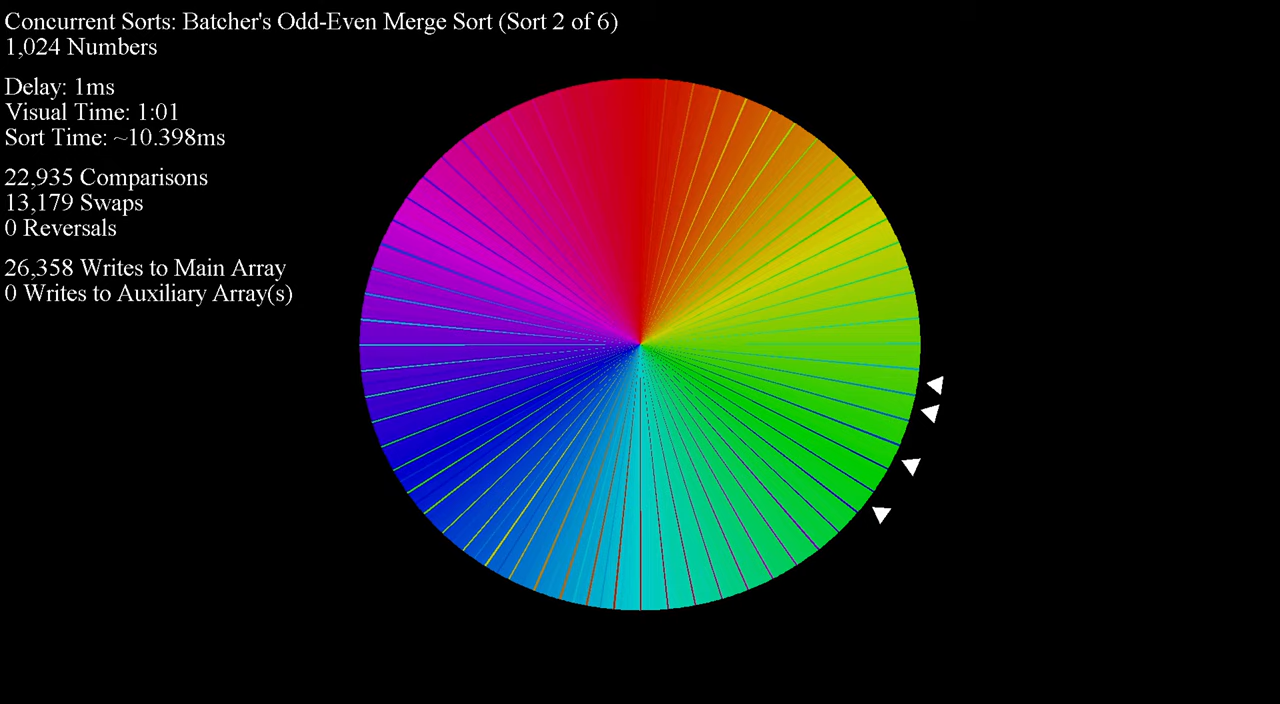 Concurrent Sorts: Batcher's Odd-Even Merge Sort (Sort 2 of 6)
1,024 Numbers
Delay: 1ms
Visual Time: 1:01
Sort Time: ~10.398ms
22,935 Comparisons
13,179 Swaps
0 Reversals
26,358 Writes to Main Array
0 Writes to Auxiliary Array(s)